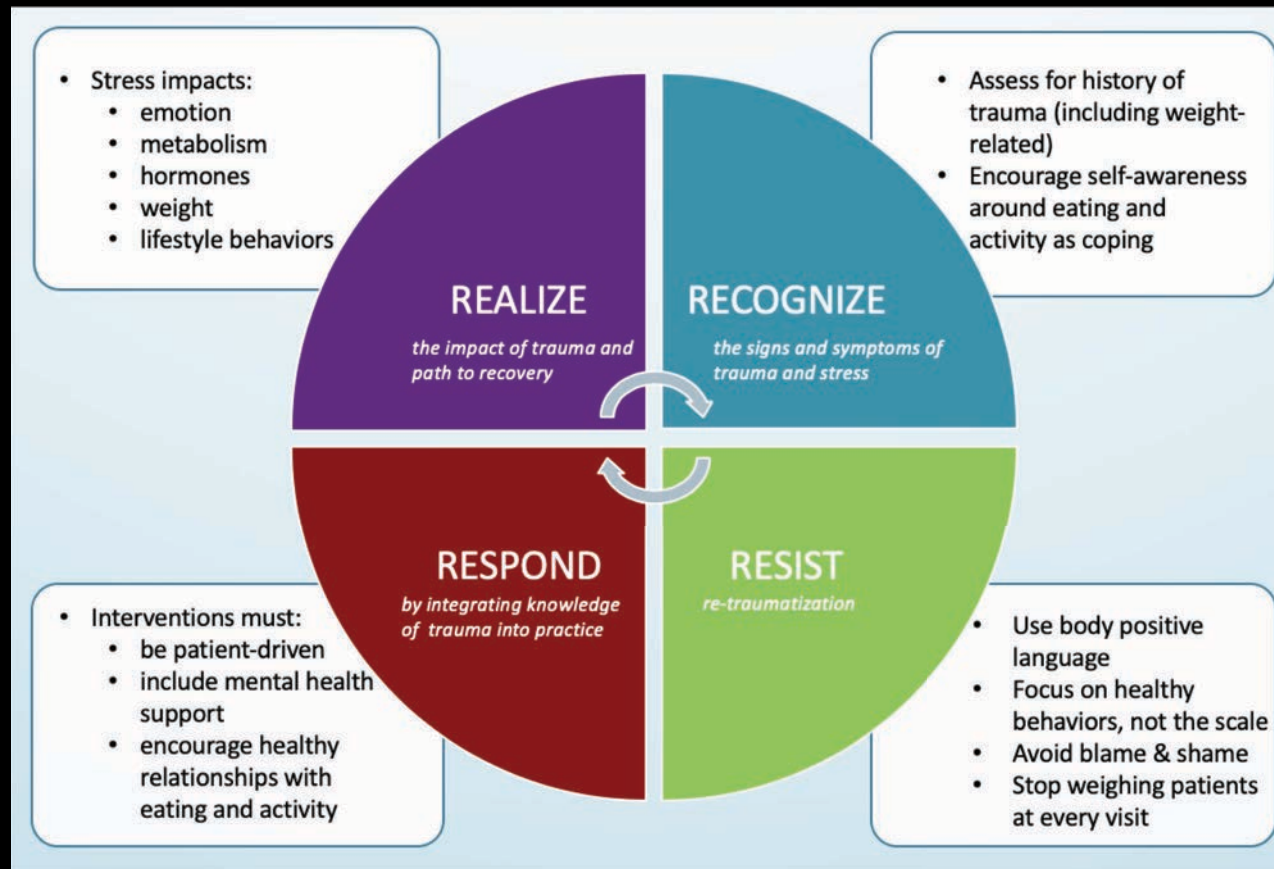 • Stress impacts:
• emotion
• metabolism
• hormones
• weight
• lifestyle behaviors
• Assess for history of
trauma (including weight-
related)
• Encourage self-awareness
around eating and
activity as coping
REALIZE
the impact of trauma and
path to recovery
RECOGNIZE
the signs and symptoms of
trauma and stress
RESPOND
by integrating knowledge
of trauma into practice
RESIST
re-traumatization
• Interventions must:
• be patient-driven
• include mental health
support
• encourage healthy
relationships with
eating and activity
• Use body positive
language
• Focus on healthy
behaviors, not the scale
• Avoid blame & shame
• Stop weighing patients
at every visit